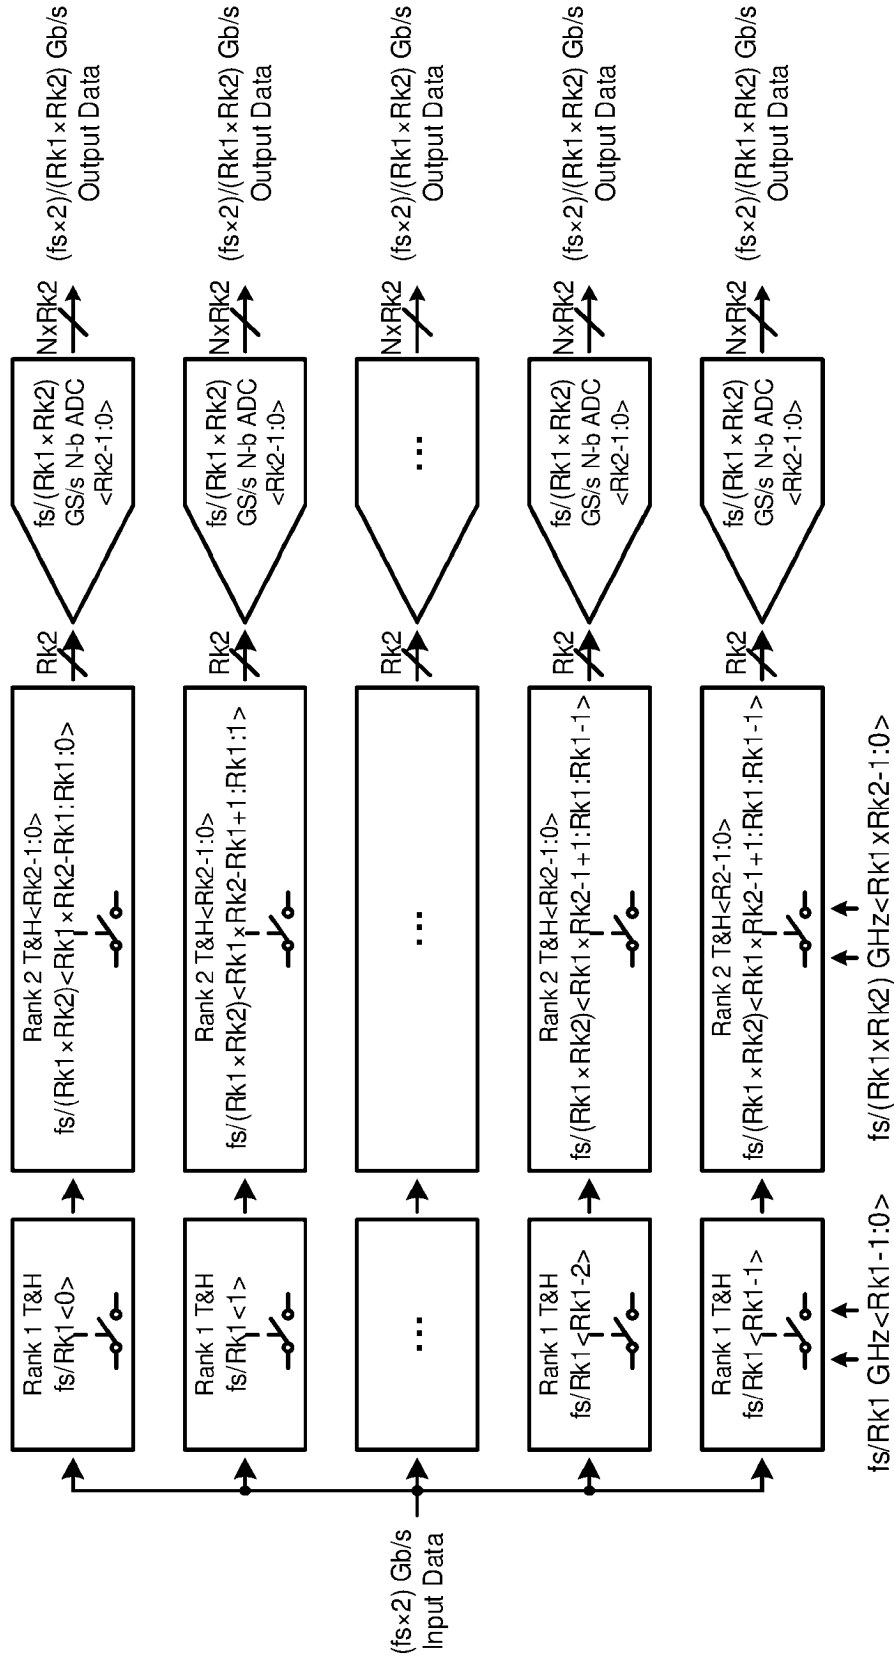 (fs×2) Gb/s
Input Data
Rank 1 T&H
fs/Rk1<0>
Rank 2 T&H<Rk2-1:0>
fs/(Rk1×Rk2)<Rk1×Rk2-Rk1:Rk1:0>
Rk2
fs/(Rk1×Rk2)
GS/s N-b ADC
<Rk2-1:0>
NxRk2
(fs×2)/(Rk1×Rk2) Gb/s
Output Data
Rank 1 T&H
fs/Rk1<1>
Rank 2 T&H<Rk2-1:0>
fs/(Rk1×Rk2)<Rk1×Rk2-Rk1+1:Rk1:1>
Rk2
fs/(Rk1×Rk2)
GS/s N-b ADC
<Rk2-1:0>
NxRk2
(fs×2)/(Rk1×Rk2) Gb/s
Output Data
...
...
Rk2
...
NxRk2
(fs×2)/(Rk1×Rk2) Gb/s
Output Data
Rank 1 T&H
fs/Rk1<Rk1-2>
Rank 2 T&H<Rk2-1:0>
fs/(Rk1×Rk2)<Rk1×Rk2-1+1:Rk1:Rk1-1>
Rk2
fs/(Rk1×Rk2)
GS/s N-b ADC
<Rk2-1:0>
NxRk2
(fs×2)/(Rk1×Rk2) Gb/s
Output Data
Rank 1 T&H
fs/Rk1<Rk1-1>
Rank 2 T&H<R2-1:0>
fs/(Rk1×Rk2)<Rk1×Rk2-1+1:Rk1:Rk1-1>
Rk2
fs/(Rk1×Rk2)
GS/s N-b ADC
<Rk2-1:0>
NxRk2
(fs×2)/(Rk1×Rk2) Gb/s
Output Data
fs/Rk1 GHz<Rk1-1:0>
fs/(Rk1xRk2) GHz<Rk1xRk2-1:0>